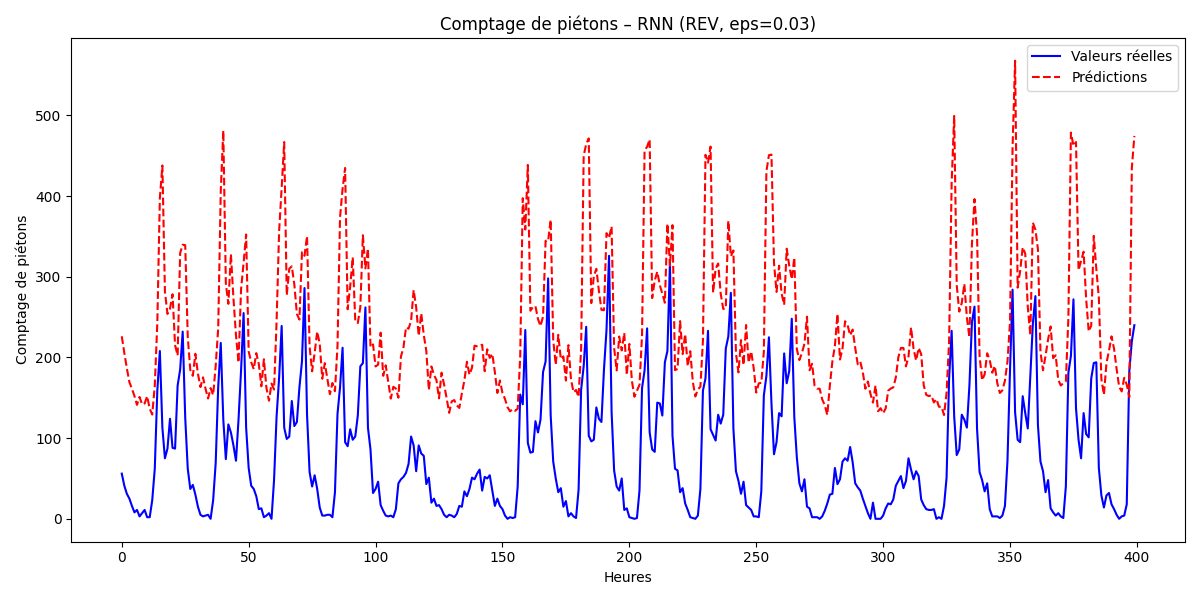 Comptage de piétons – RNN (REV, eps=0.03)
Valeurs réelles
Prédictions
Comptage de piétons
500
400
300
200
100
0
0 50 100 150 200 250 300 350 400
Heures